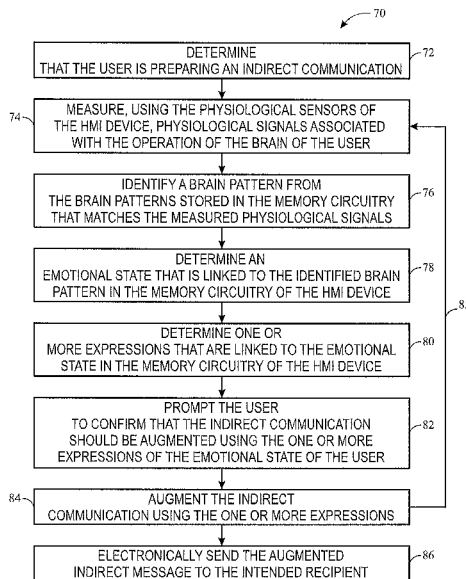 70
DETERMINE
THAT THE USER IS PREPARING AN INDIRECT COMMUNICATION
72
74
MEASURE, USING THE PHYSIOLOGICAL SENSORS OF
THE HMI DEVICE, PHYSIOLOGICAL SIGNALS ASSOCIATED
WITH THE OPERATION OF THE BRAIN OF THE USER
IDENTIFY A BRAIN PATTERN FROM
THE BRAIN PATTERNS STORED IN THE MEMORY CIRCUITRY
THAT MATCHES THE MEASURED PHYSIOLOGICAL SIGNALS
76
DETERMINE AN
EMOTIONAL STATE THAT IS LINKED TO THE IDENTIFIED BRAIN
PATTERN IN THE MEMORY CIRCUITRY OF THE HMI DEVICE
78
DETERMINE ONE OR
MORE EXPRESSIONS THAT ARE LINKED TO THE EMOTIONAL
STATE IN THE MEMORY CIRCUITRY OF THE HMI DEVICE
80
PROMPT THE USER
TO CONFIRM THAT THE INDIRECT COMMUNICATION
SHOULD BE AUGMENTED USING THE ONE OR MORE
EXPRESSIONS OF THE EMOTIONAL STATE OF THE USER
82
84
AUGMENT THE INDIRECT
COMMUNICATION USING THE ONE OR MORE EXPRESSIONS
ELECTRONICALLY SEND THE AUGMENTED
INDIRECT MESSAGE TO THE INTENDED RECIPIENT
86